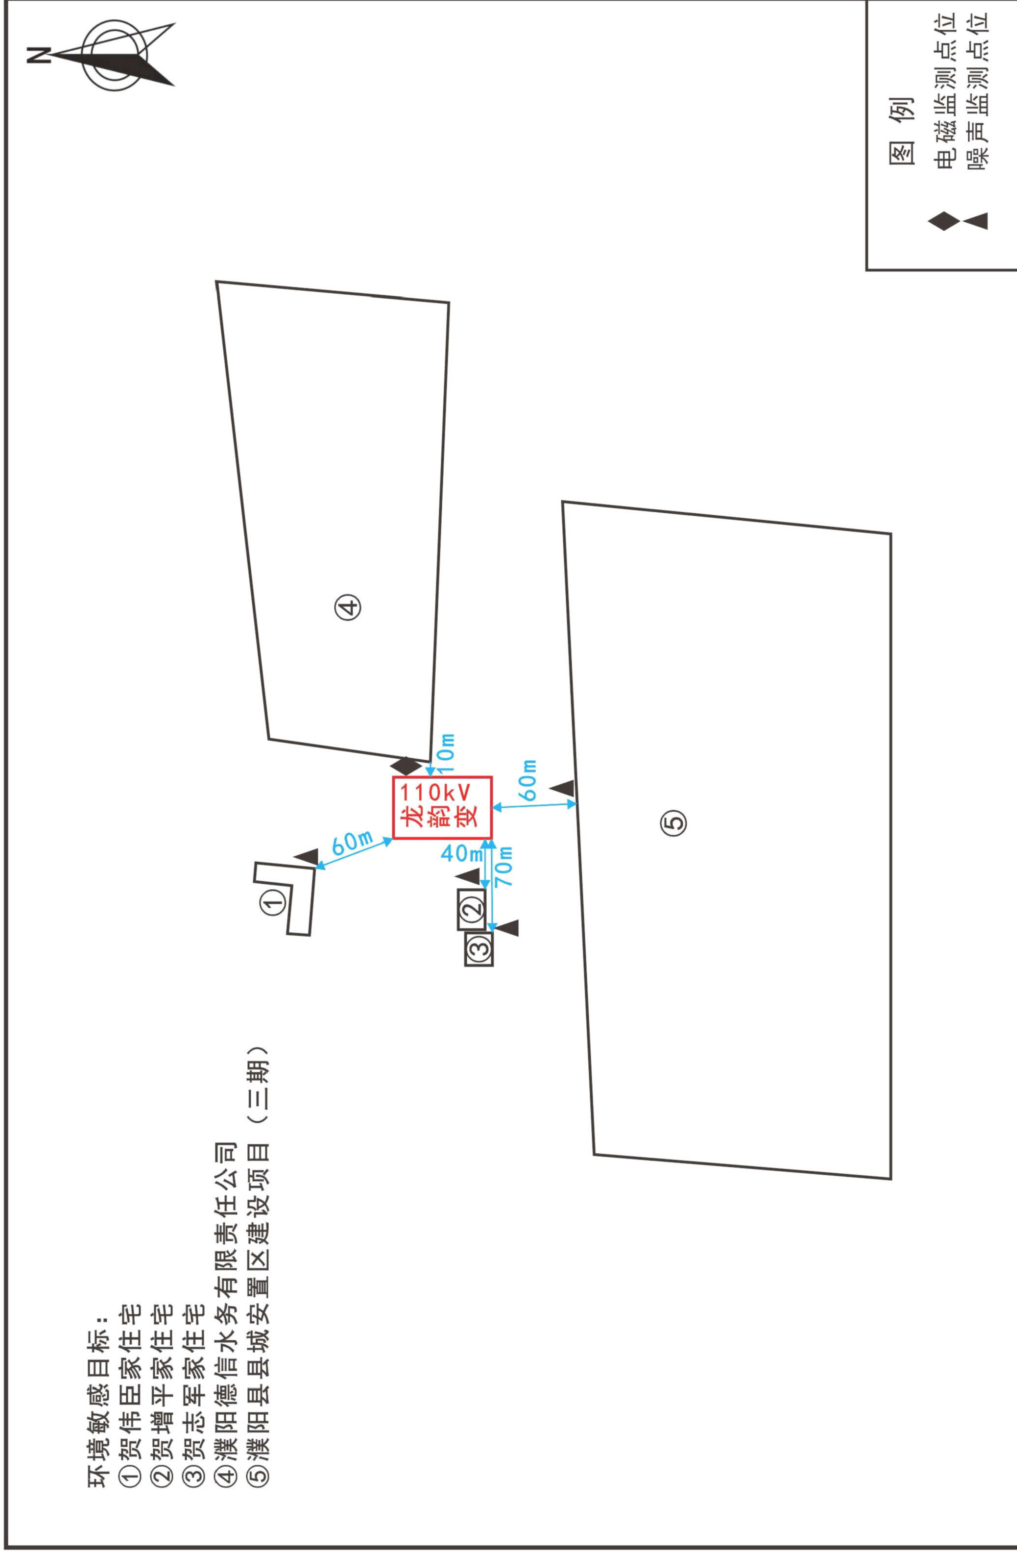 N
环境敏感目标：
①贺伟臣家住宅
②贺增平家住宅
③贺志军家住宅
④濮阳德信水务有限责任公司
⑤濮阳县县城安置区建设项目（三期）
①
60m
④
110kV
龙韵变
10m
40m
70m
②
③
60m
⑤
图 例
电磁监测点位
噪声监测点位